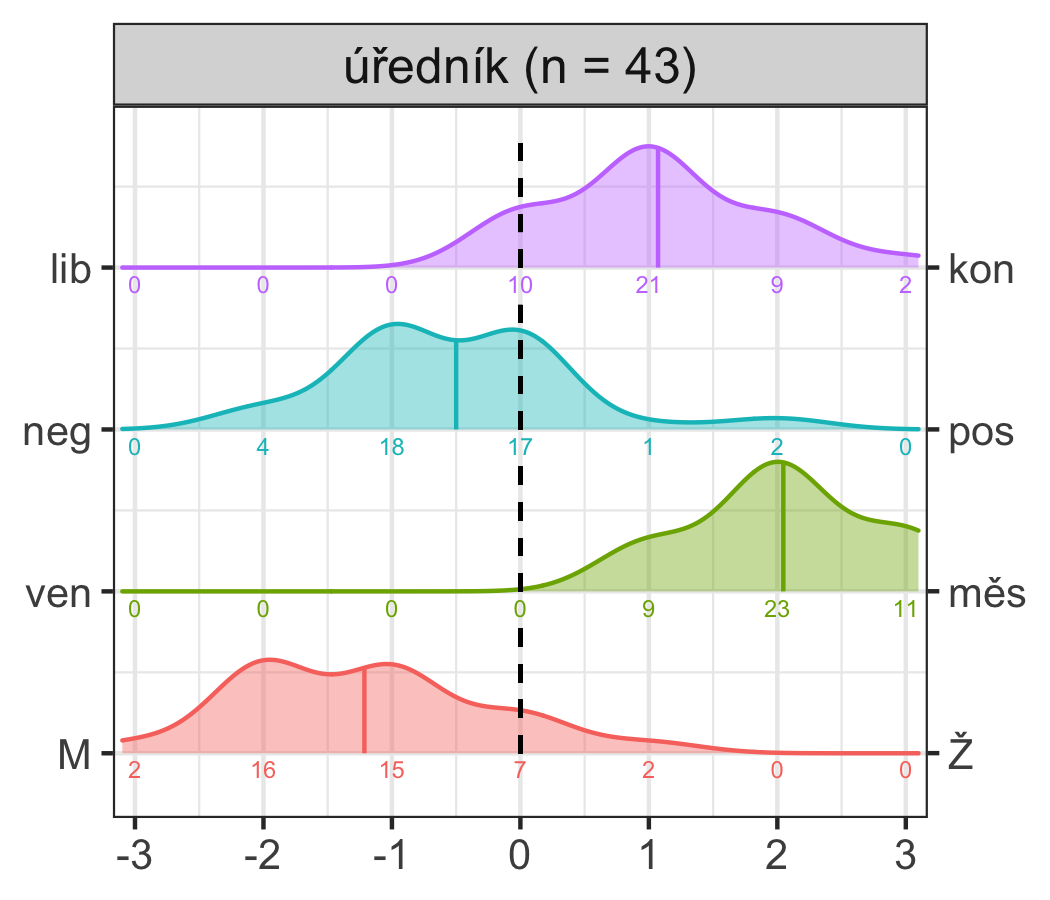 úředník (n = 43)
lib kon
0 0 0 10 21 9 2
neg pos
0 4 18 17 1 2 0
ven měs
0 0 0 0 9 23 11
M Ž
2 16 15 7 2 0 0
-3 -2 -1 0 1 2 3